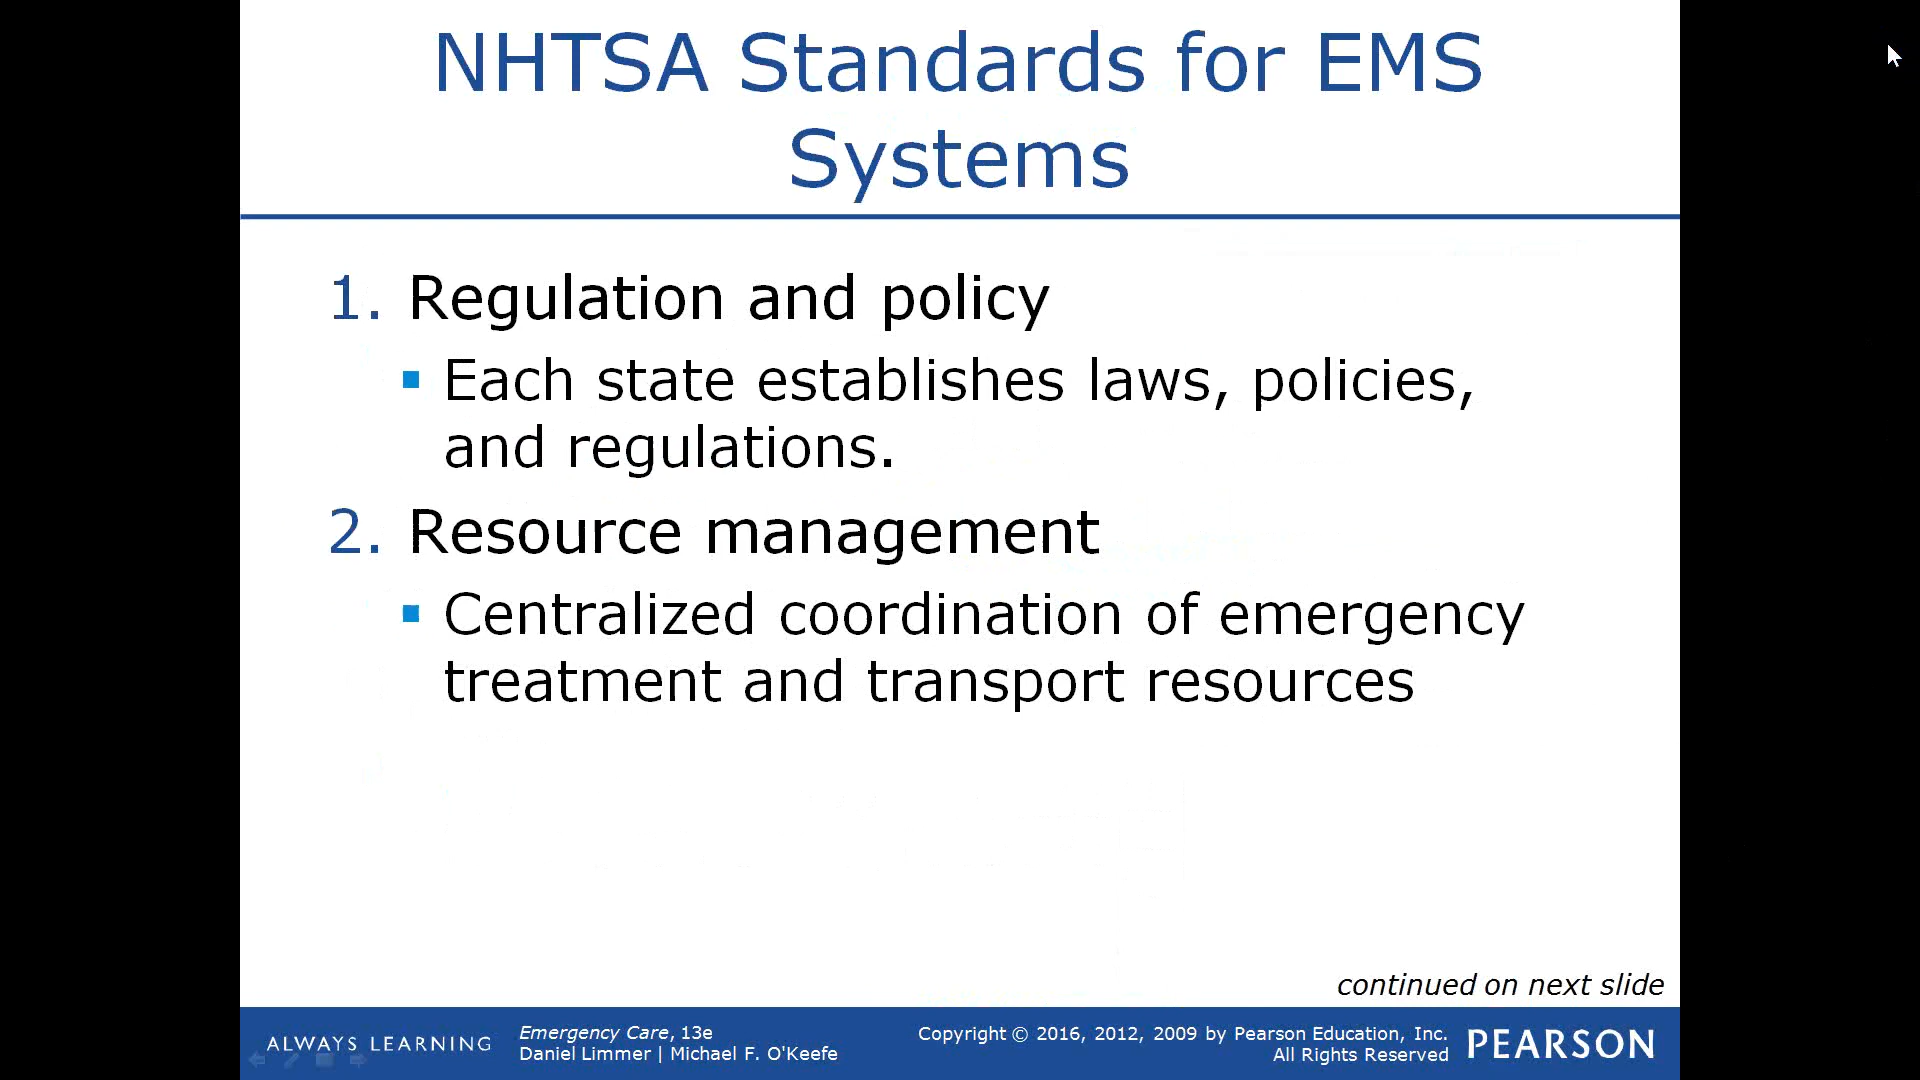 NHTSA Standards for EMS
Systems
1. Regulation and policy
▪ Each state establishes laws, policies,
and regulations.
2. Resource management
▪ Centralized coordination of emergency
treatment and transport resources
continued on next slide
ALWAYS LEARNING
Emergency Care, 13e
Daniel Limmer | Michael F. O'Keefe
Copyright © 2016, 2012, 2009 by Pearson Education, Inc.
All Rights Reserved
PEARSON